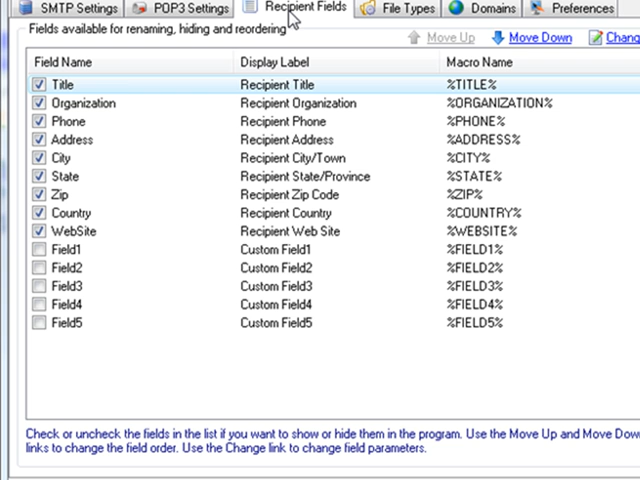 SMTP Settings POP3 Settings Recipient Fields File Types Domains Preferences
Fields available for renaming, hiding and reordering Move Up Move Down Chang
Field Name Display Label Macro Name
Title Recipient Title %TITLE%
Organization Recipient Organization %ORGANIZATION%
Phone Recipient Phone %PHONE%
Address Recipient Address %ADDRESS%
City Recipient City/Town %CITY%
State Recipient State/Province %STATE%
Zip Recipient Zip Code %ZIP%
Country Recipient Country %COUNTRY%
WebSite Recipient Web Site %WEBSITE%
Field1 Custom Field1 %FIELD1%
Field2 Custom Field2 %FIELD2%
Field3 Custom Field3 %FIELD3%
Field4 Custom Field4 %FIELD4%
Field5 Custom Field5 %FIELD5%
Check or uncheck the fields in the list if you want to show or hide them in the program. Use the Move Up and Move Down
links to change the field order. Use the Change link to change field parameters.